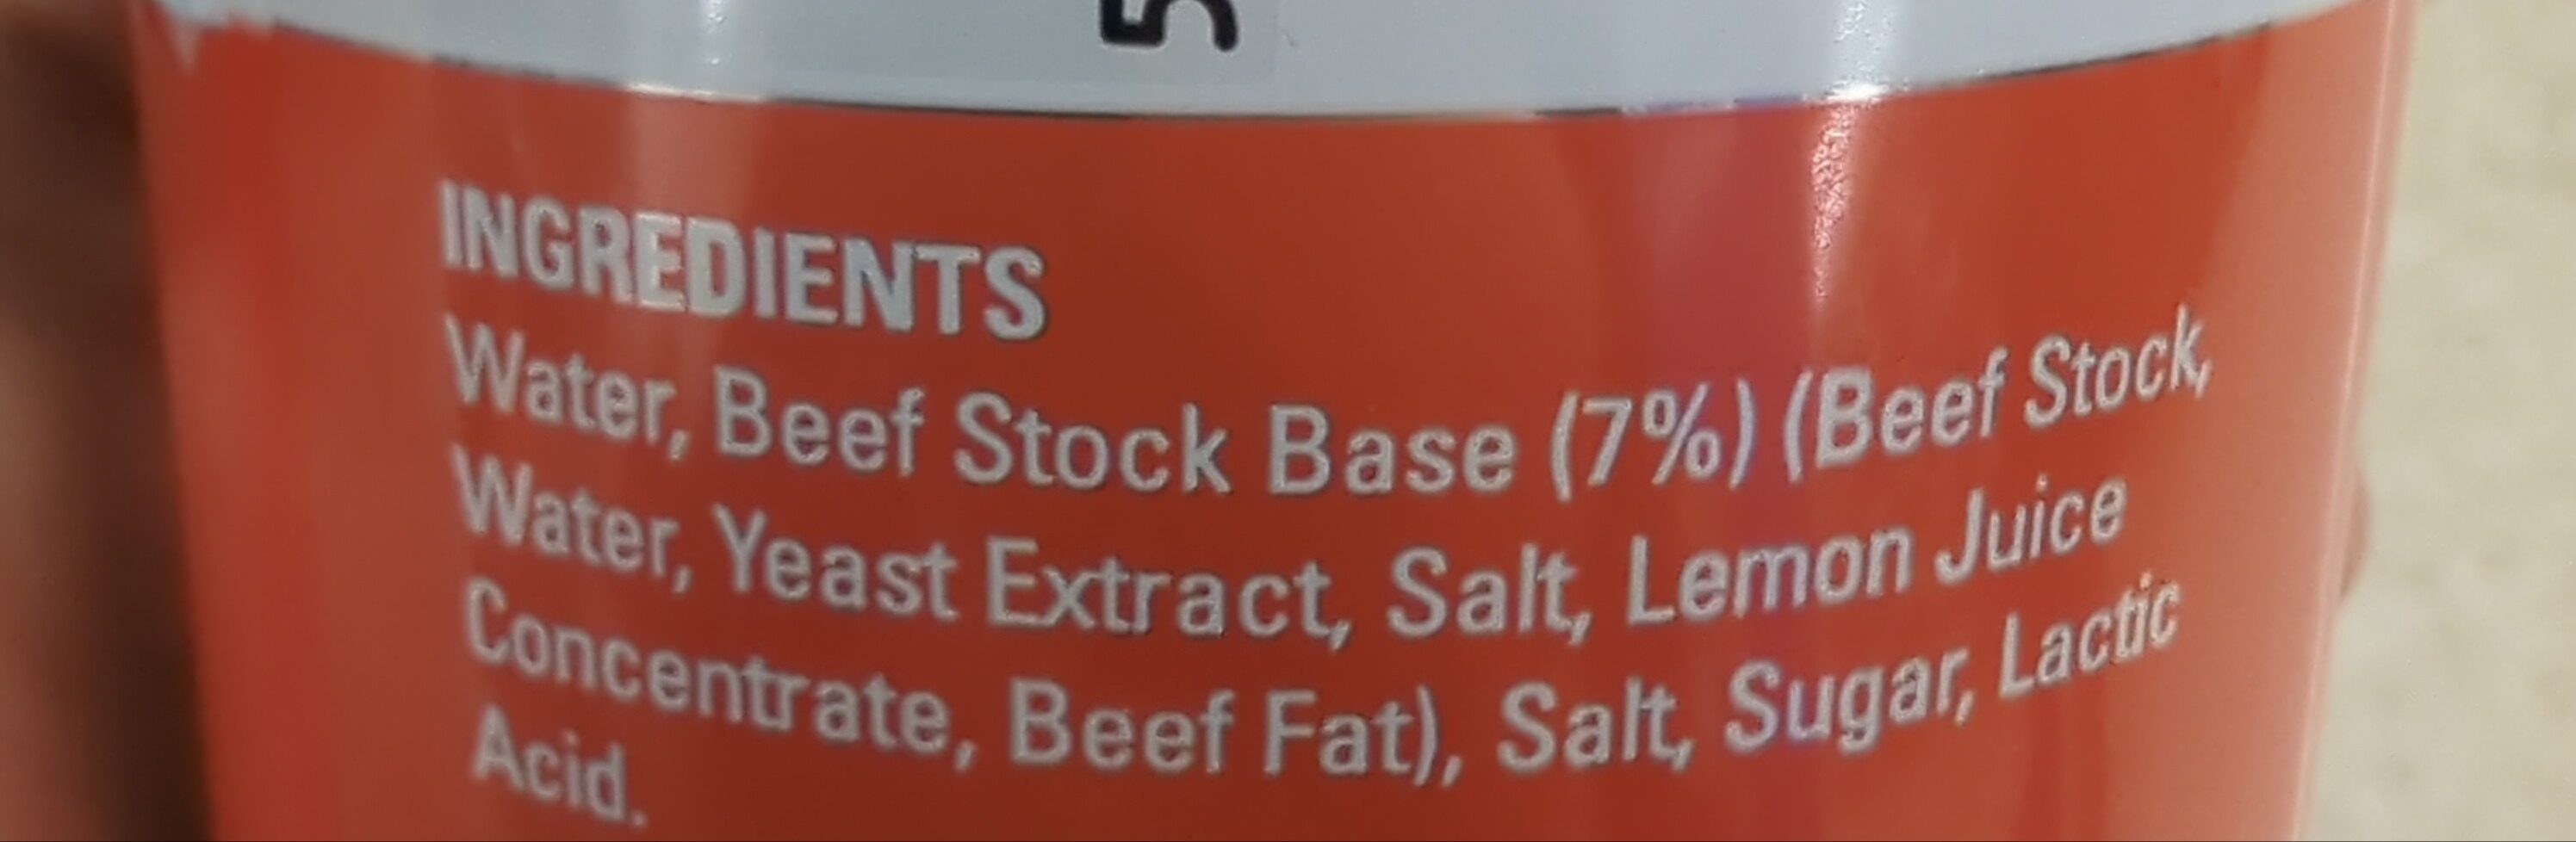 5
INGREDIENTS
Water, Beef Stock Base (7%) (Beef Stock,
Water, Yeast Extract, Salt, Lemon Juice
Concentrate, Beef Fat), Salt, Sugar, Lactic
Acid.